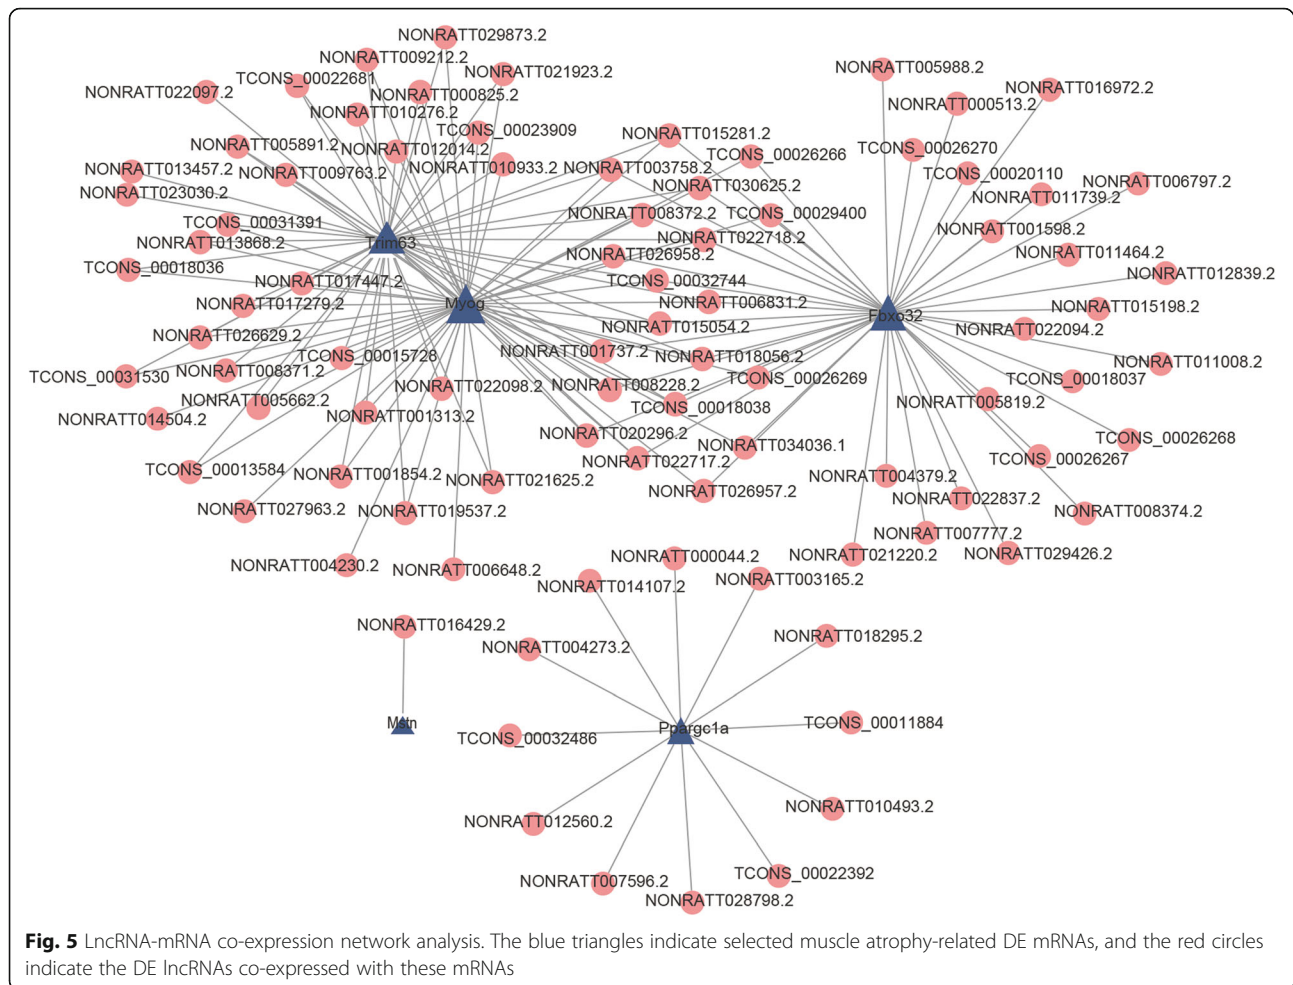 NONRATT029873.2
NONRATT009212.2
NONRATT021923.2
TCONS_00022681
NONRATT022097.2
NONRATT000825.2
NONRATT010276.2
TCONS_00023909
NONRATT005891.2
NONRATT012014.2
NONRATT010933.2
NONRATT013457.2
NONRATT009763.2
NONRATT023030.2
TCONS_00031391
NONRATT013868.2
Trim63
TCONS_00018036
NONRATT017447.2
NONRATT017279.2
Myog
NONRATT026629.2
TCONS_00015728
TCONS_00031530
NONRATT008371.2
NONRATT022098.2
NONRATT005662.2
NONRATT014504.2
NONRATT001313.2
TCONS_00013584
NONRATT001854.2
NONRATT021625.2
NONRATT027963.2
NONRATT019537.2
NONRATT004230.2
NONRATT006648.2
NONRATT015281.2
TCONS_00026266
NONRATT003758.2
NONRATT030625.2
NONRATT008372.2
TCONS_00029400
NONRATT022718.2
NONRATT026958.2
TCONS_00032744
NONRATT006831.2
NONRATT015054.2
NONRATT001737.2
NONRATT018056.2
NONRATT008228.2
TCONS_00026269
TCONS_00018038
NONRATT020296.2
NONRATT034036.1
NONRATT022717.2
NONRATT026957.2
NONRATT005988.2
NONRATT016972.2
NONRATT000513.2
TCONS_00026270
TCONS_00020110
NONRATT006797.2
NONRATT011739.2
NONRATT001598.2
NONRATT011464.2
NONRATT012839.2
NONRATT015198.2
Fbxo32
NONRATT022094.2
NONRATT011008.2
TCONS_00018037
NONRATT005819.2
TCONS_00026268
TCONS_00026267
NONRATT004379.2
NONRATT022837.2
NONRATT008374.2
NONRATT007777.2
NONRATT021220.2
NONRATT029426.2
NONRATT000044.2
NONRATT014107.2
NONRATT003165.2
NONRATT016429.2
NONRATT018295.2
NONRATT004273.2
Mstn
Ppargc1a
TCONS_00011884
TCONS_00032486
NONRATT010493.2
NONRATT012560.2
TCONS_00022392
NONRATT007596.2
NONRATT028798.2
Fig. 5 LncRNA-mRNA co-expression network analysis. The blue triangles indicate selected muscle atrophy-related DE mRNAs, and the red circles
indicate the DE lncRNAs co-expressed with these mRNAs